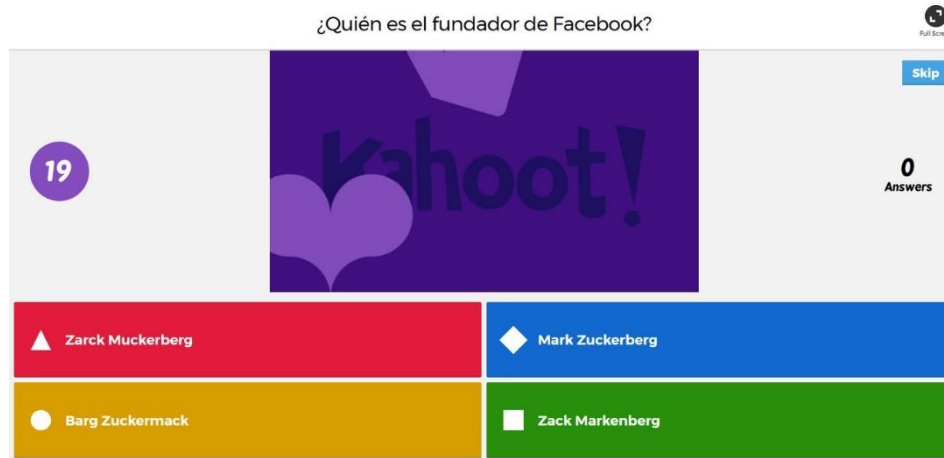 ¿Quién es el fundador de Facebook?
Full Scre
Skip
19
Kahoot!
0
Answers
Zarck Muckerberg
Mark Zuckerberg
Barg Zuckermack
Zack Markenberg